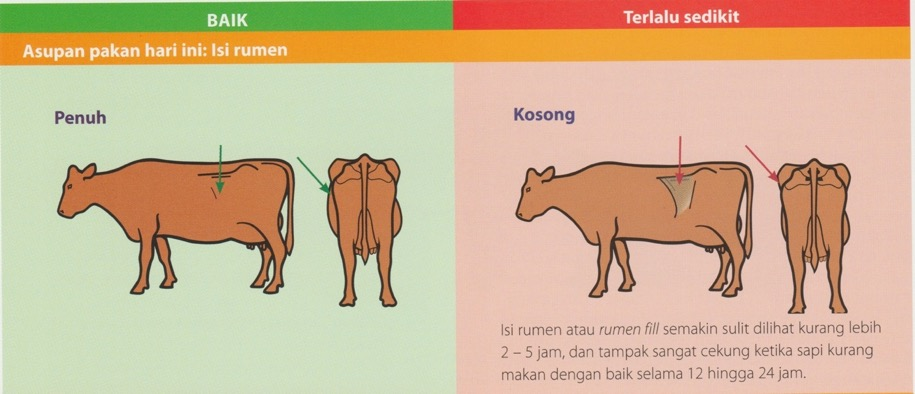 BAIK
Terlalu sedikit
Asupan pakan hari ini: Isi rumen
Penuh
Kosong
Isi rumen atau rumen fill semakin sulit dilihat kurang lebih
2 – 5 jam, dan tampak sangat cekung ketika sapi kurang
makan dengan baik selama 12 hingga 24 jam.